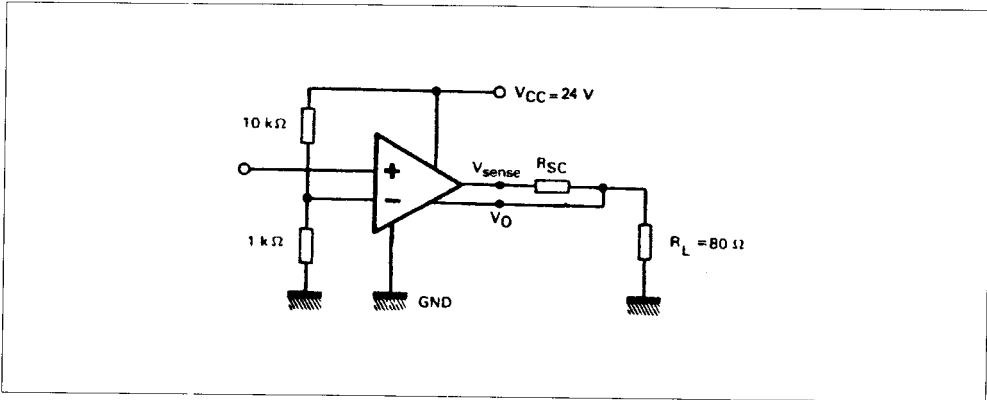 V_CC = 24 V
10 kΩ
R_SC
V_sense
+
−
V_O
1 kΩ
R_L = 80 Ω
GND